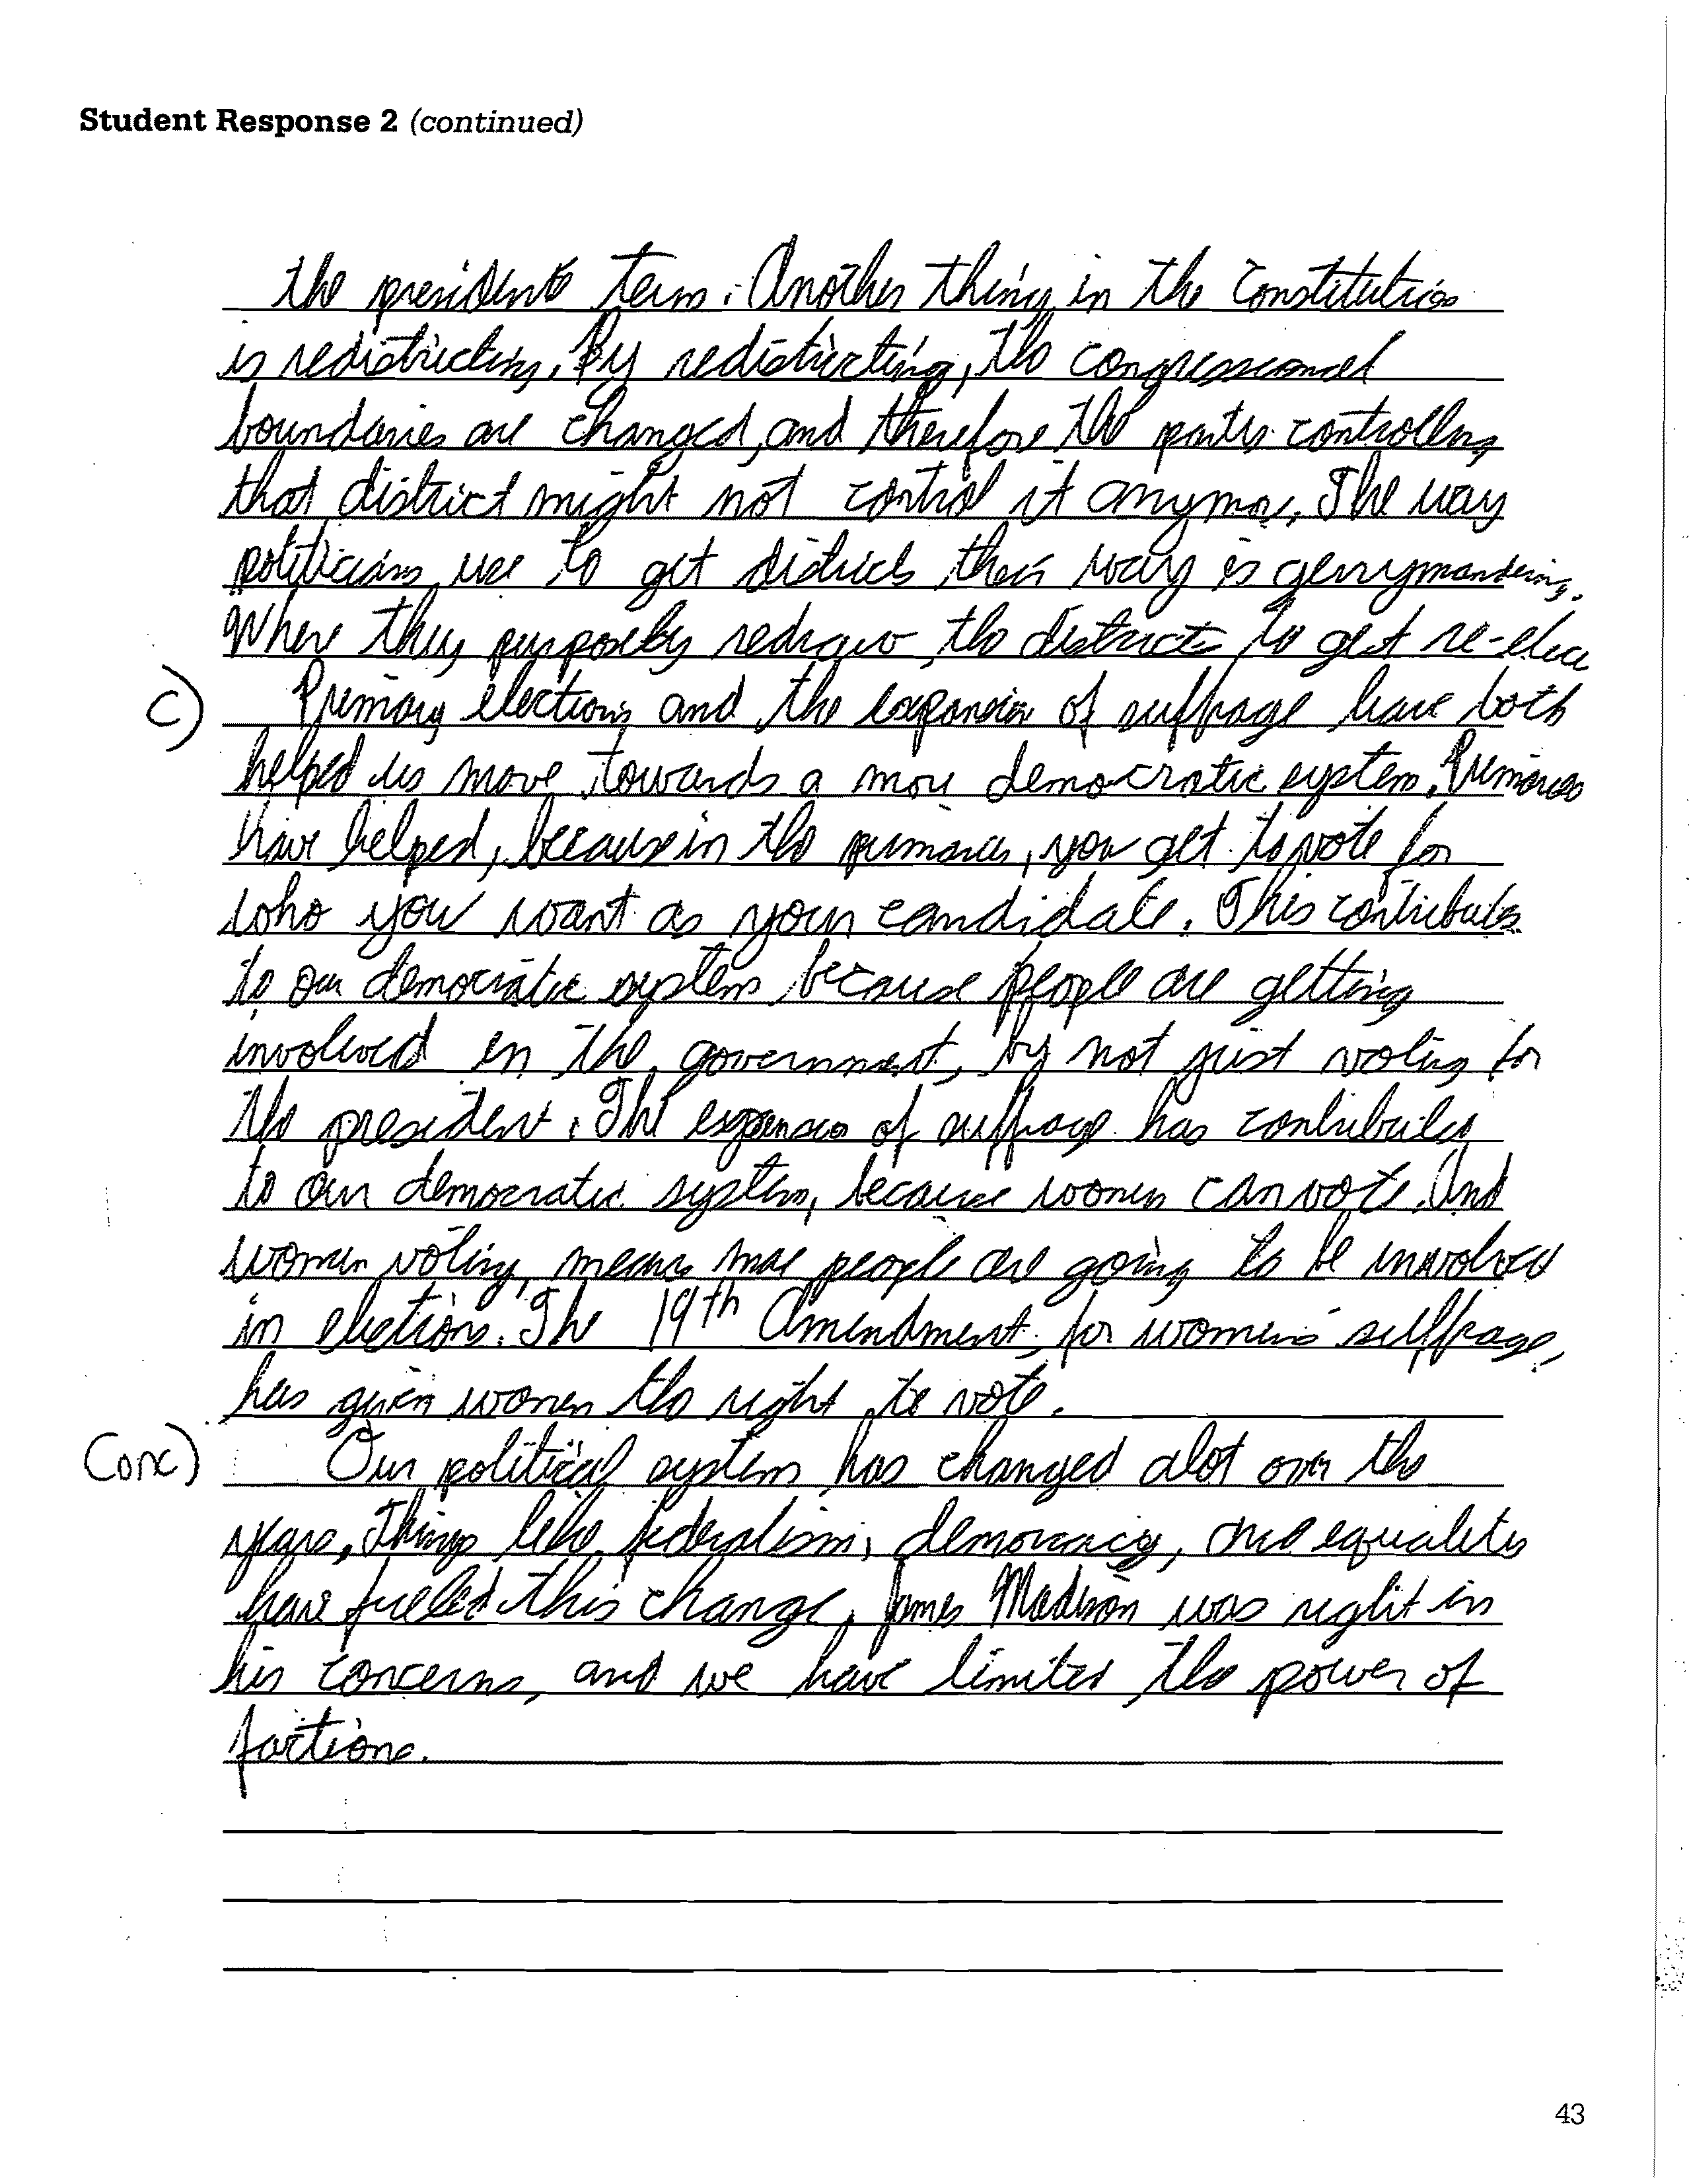 Student Response 2 (continued)
the presidents term. Another thing in the Constitution
is redistricting. By redistricting, the congressional
boundaries are changed, and therefore the party controlling
that district might not control it anymore. The way
politicians use to get districts their way is gerrymandering.
Where they purposely redraw the districts to get re-elec
c) Primary elections and the expansion of suffrage have both
helped us move towards a more democratic system. Primaries
have helped, because in the primaries, you get to vote for
who you want as your candidate. This contributes
to our democratic system because people are getting
involved in the government, by not just voting for
the president. The expansion of suffrage has contributed
to our democratic system, because women can vote. And
women voting, means more people are going to be involved
in elections. The 19th Amendment, for women's suffrage,
has given women the right to vote.
Conc) Our political system has changed alot over the
years. Things like federalism, democracy, and equality
have fueled this change. James Madison was right in
his concerns, and we have limited the power of
factions.
43